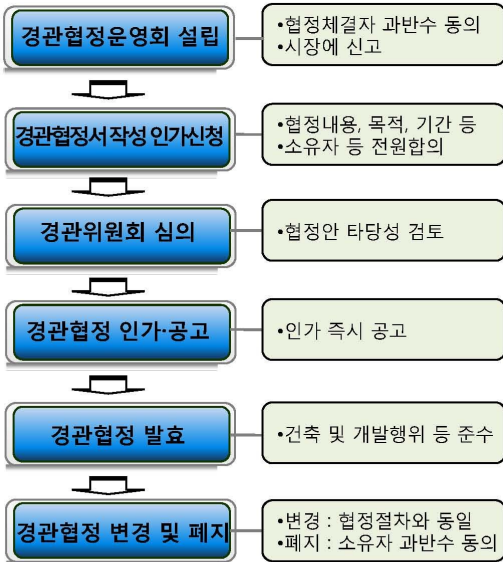 경관협정운영회 설립
•협정체결자 과반수 동의
•시장에 신고
경관협정서 작성 인가신청
•협정내용, 목적, 기간 등
•소유자 등 전원합의
경관위원회 심의
•협정안 타당성 검토
경관협정 인가·공고
•인가 즉시 공고
경관협정 발효
•건축 및 개발행위 등 준수
경관협정 변경 및 폐지
•변경 : 협정절차와 동일
•폐지 : 소유자 과반수 동의